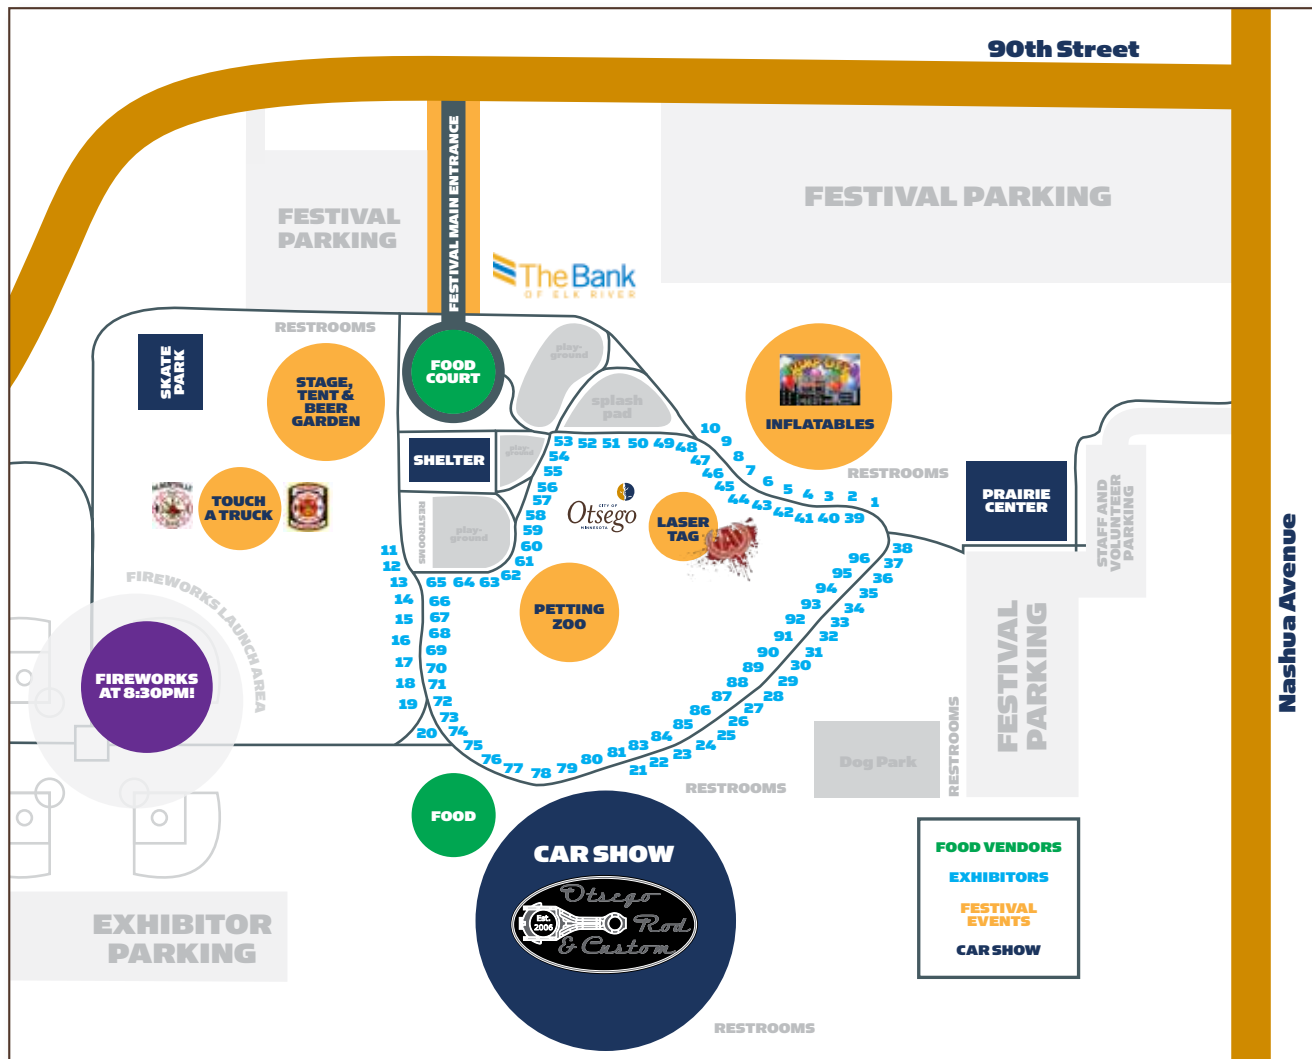 90th Street
FESTIVAL MAIN ENTRANCE
FESTIVAL
PARKING
FESTIVAL PARKING
The Bank
OF ELK RIVER
RESTROOMS
SKATE
PARK
STAGE,
TENT &
BEER
GARDEN
FOOD
COURT
play-
ground
splash
pad
INFLATABLES
RESTROOMS
SHELTER
play-
ground
TOUCH
A TRUCK
RESTROOMS
play-
ground
CITY OF
Otsego
MINNESOTA
LASER
TAG
PRAIRIE
CENTER
STAFF AND
VOLUNTEER
PARKING
Nashua Avenue
PETTING
ZOO
FIREWORKS LAUNCH AREA
FIREWORKS
AT 8:30PM!
FESTIVAL
PARKING
RESTROOMS
Dog Park
RESTROOMS
1
2
3
4
5
6
7
8
9
10
11
12
13
14
15
16
17
18
19
20
21
22
23
24
25
26
27
28
29
30
31
32
33
34
35
36
37
38
39
40
41
42
43
44
45
46
47
48
49
50
51
52
53
54
55
56
57
58
59
60
61
62
63
64
65
66
67
68
69
70
71
72
73
74
75
76
77
78
79
80
81
83
84
85
86
87
88
89
90
91
92
93
94
95
96
FOOD
CAR SHOW
Otsego
Est.
2006
Rod
& Custom
EXHIBITOR
PARKING
FOOD VENDORS
EXHIBITORS
FESTIVAL
EVENTS
CAR SHOW
RESTROOMS